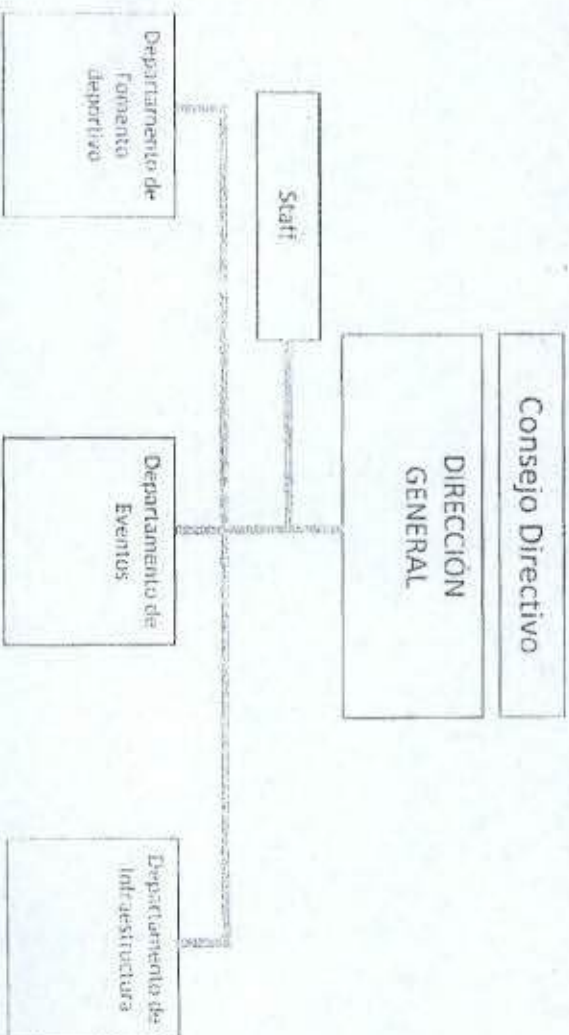 Consejo Directivo
DIRECCIÓN
GENERAL
Staff
Departamento de
Fomento
deportivo
Departamento de
Eventos
Departamento de
Infraestructura